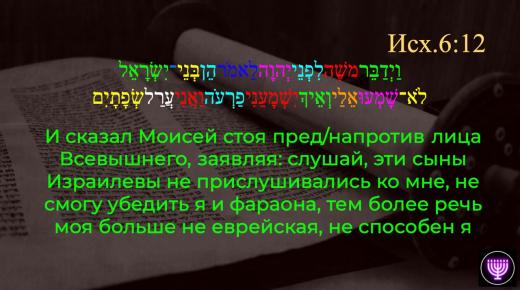 Исх.6:12
וַיְדַבֵּר מֹשֶׁה לִפְנֵי יְהוָה לֵאמֹר הֵן בְּנֵי־יִשְׂרָאֵל
לֹא־שָׁמְעוּ אֵלַי וְאֵיךְ יִשְׁמָעֵנִי פַרְעֹה וַאֲנִי עֲרַל שְׂפָתָיִם
И сказал Моисей стоя пред/напротив лица
Всевышнего, заявляя: слушай, эти сыны
Израилевы не прислушивались ко мне, не
смогу убедить я и фараона, тем более речь
моя больше не еврейская, не способен я